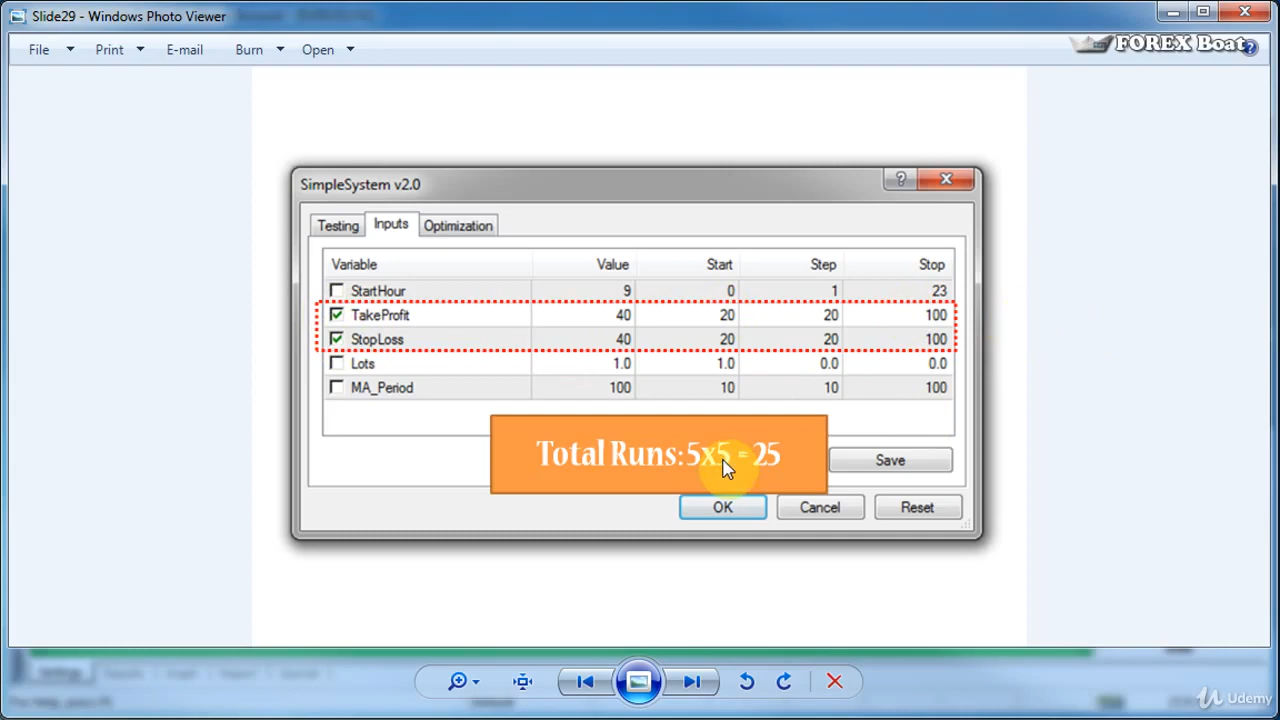 Slide29 - Windows Photo Viewer
File Print E-mail Burn Open
FOREX Boat
SimpleSystem v2.0
Testing Inputs Optimization
Variable Value Start Step Stop
StartHour 9 0 1 23
TakeProfit 40 20 20 100
StopLoss 40 20 20 100
Lots 1.0 1.0 0.0 0.0
MA_Period 100 10 10 100
Total Runs: 5x5 = 25
Save
OK Cancel Reset
Udemy